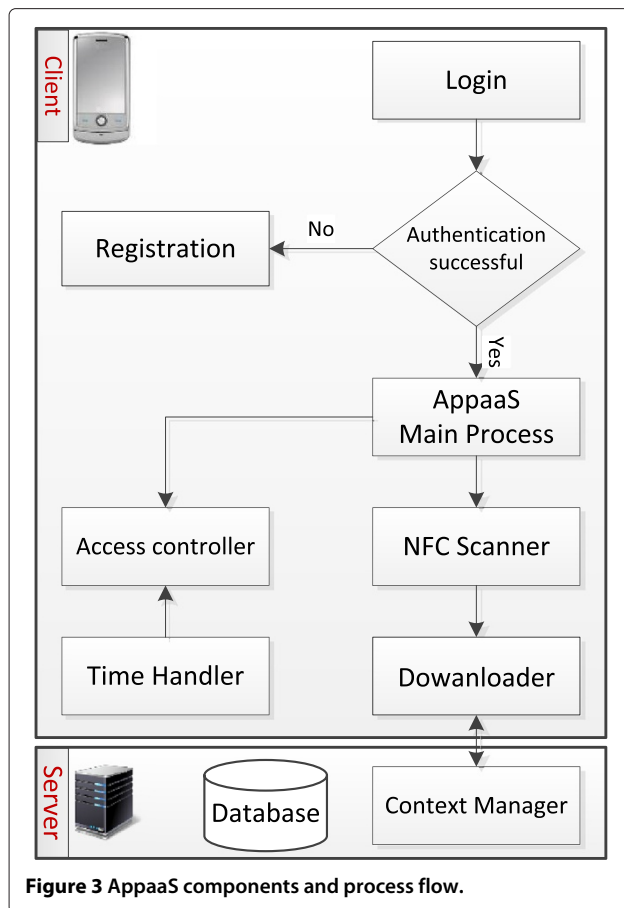 Client
Login
Authentication
successful
No
Registration
Yes
AppaaS
Main Process
Access controller
NFC Scanner
Time Handler
Dowanloader
Server
Database
Context Manager
Figure 3 AppaaS components and process flow.